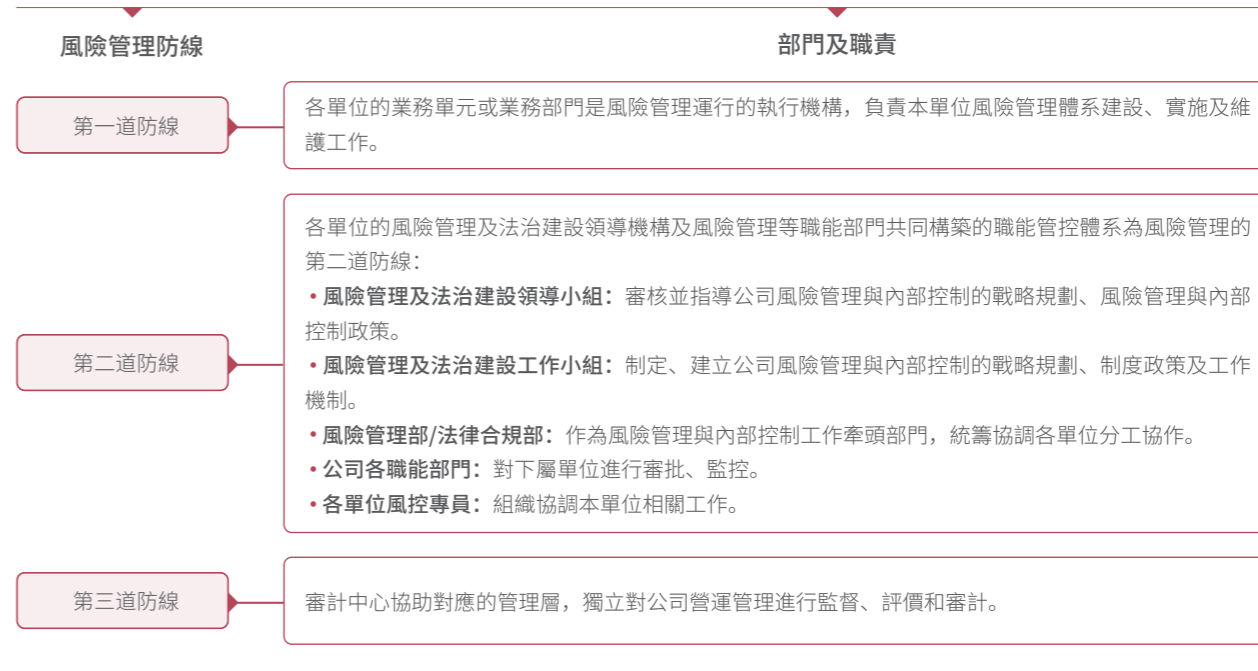 風險管理防線
部門及職責
第一道防線
各單位的業務單元或業務部門是風險管理運行的執行機構，負責本單位風險管理體系建設、實施及維
護工作。
第二道防線
各單位的風險管理及法治建設領導機構及風險管理等職能部門共同構築的職能管控體系為風險管理的
第二道防線：
•風險管理及法治建設領導小組：審核並指導公司風險管理與內部控制的戰略規劃、風險管理與內部
控制政策。
•風險管理及法治建設工作小組：制定、建立公司風險管理與內部控制的戰略規劃、制度政策及工作
機制。
•風險管理部/法律合規部：作為風險管理與內部控制工作牽頭部門，統籌協調各單位分工協作。
•公司各職能部門：對下屬單位進行審批、監控。
•各單位風控專員：組織協調本單位相關工作。
第三道防線
審計中心協助對應的管理層，獨立對公司營運管理進行監督、評價和審計。